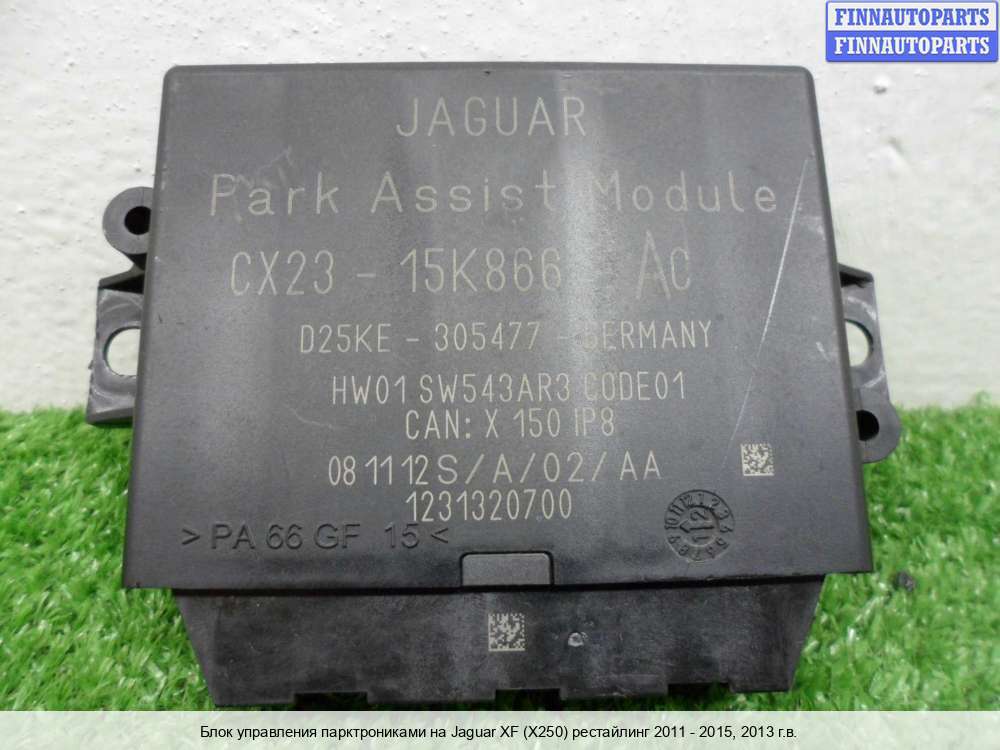 FINNAUTOPARTS
FINNAUTOPARTS
JAGUAR
Park Assist Module
CX23 - 15K866 AC
D25KE - 305477 - GERMANY
HW01 SW543AR3 CODE01
CAN: X 150 IP8
08 11 12 S/A/02/AA
1231320700
>PA 66 GF 15<
Блок управления парктрониками на Jaguar XF (X250) рестайлинг 2011 - 2015, 2013 г.в.